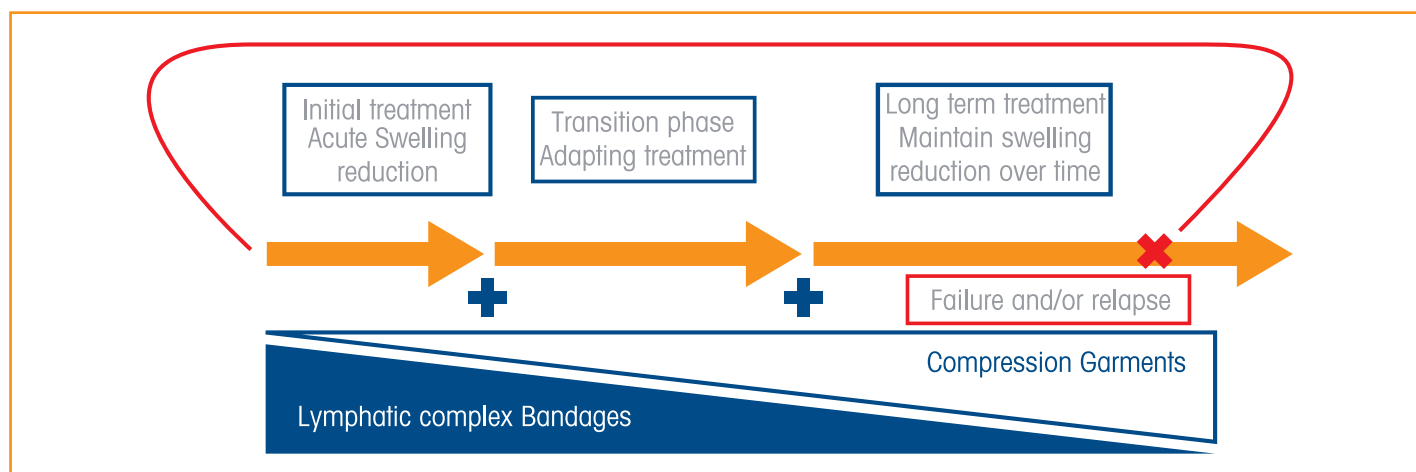 Initial treatment
Acute Swelling
reduction
Transition phase
Adapting treatment
Long term treatment
Maintain swelling
reduction over time
Failure and/or relapse
Compression Garments
Lymphatic complex Bandages